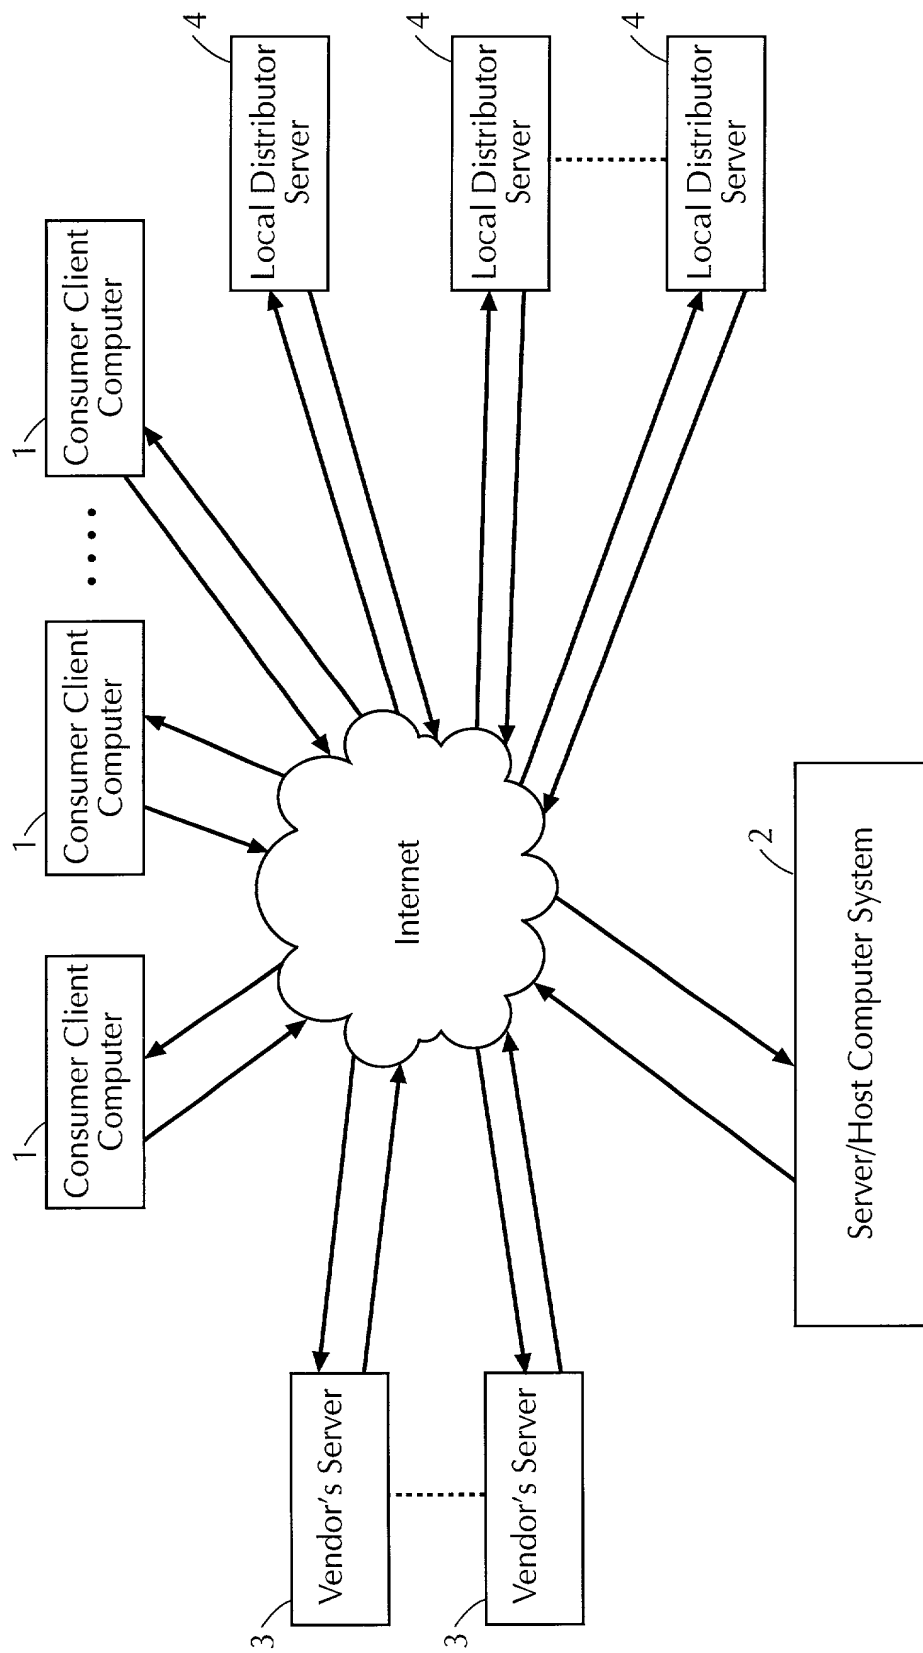 1
Consumer Client
Computer
1
Consumer Client
Computer
1
Consumer Client
Computer
3
Vendor's Server
3
Vendor's Server
Internet
4
Local Distributor
Server
4
Local Distributor
Server
4
Local Distributor
Server
2
Server/Host Computer System